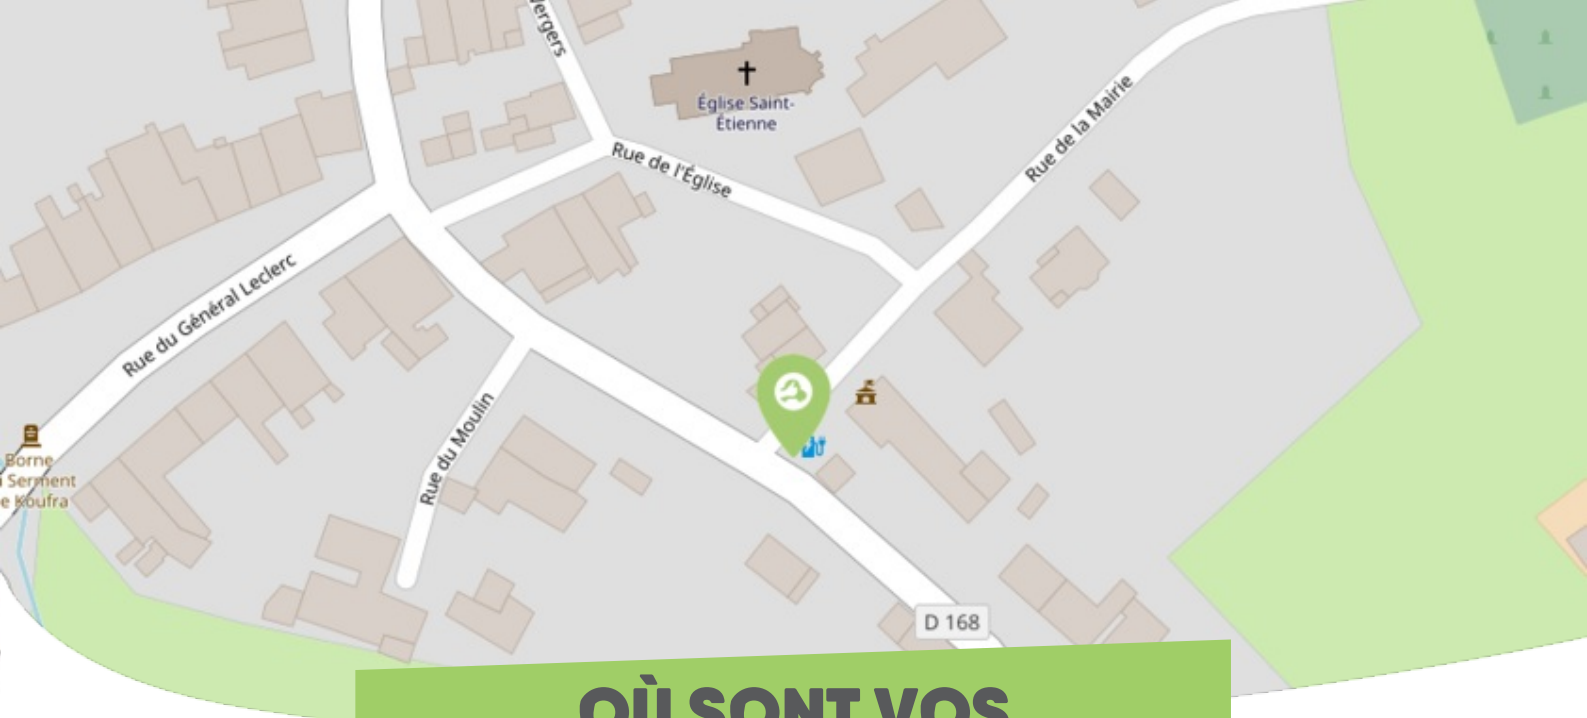 Vergers
Église Saint-
Étienne
Rue de la Mairie
Rue de l'Église
Rue du Général Leclerc
Rue du Moulin
Borne
Serment
e Koufra
D 168
OÙ SONT VOS